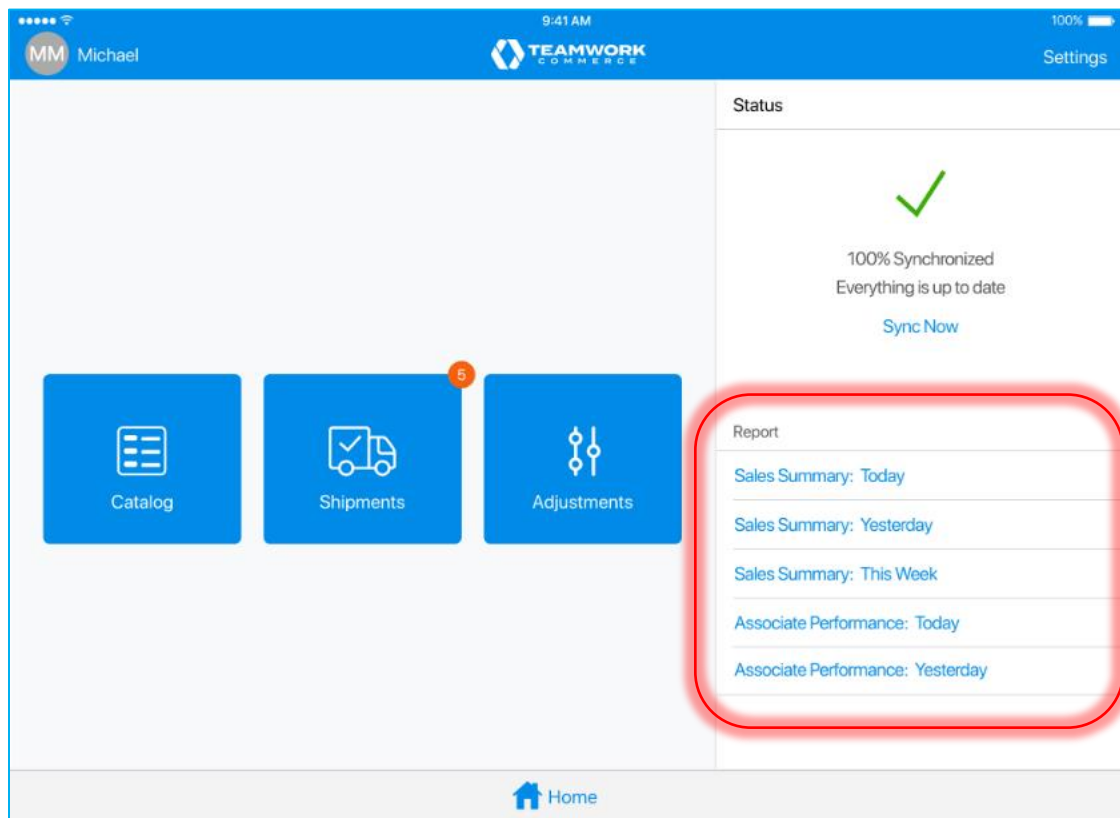 9:41 AM
100%
MM Michael
TEAMWORK
COMMERCE
Settings
Status
100% Synchronized
Everything is up to date
Sync Now
5
Catalog
Shipments
Adjustments
Report
Sales Summary: Today
Sales Summary: Yesterday
Sales Summary: This Week
Associate Performance: Today
Associate Performance: Yesterday
Home